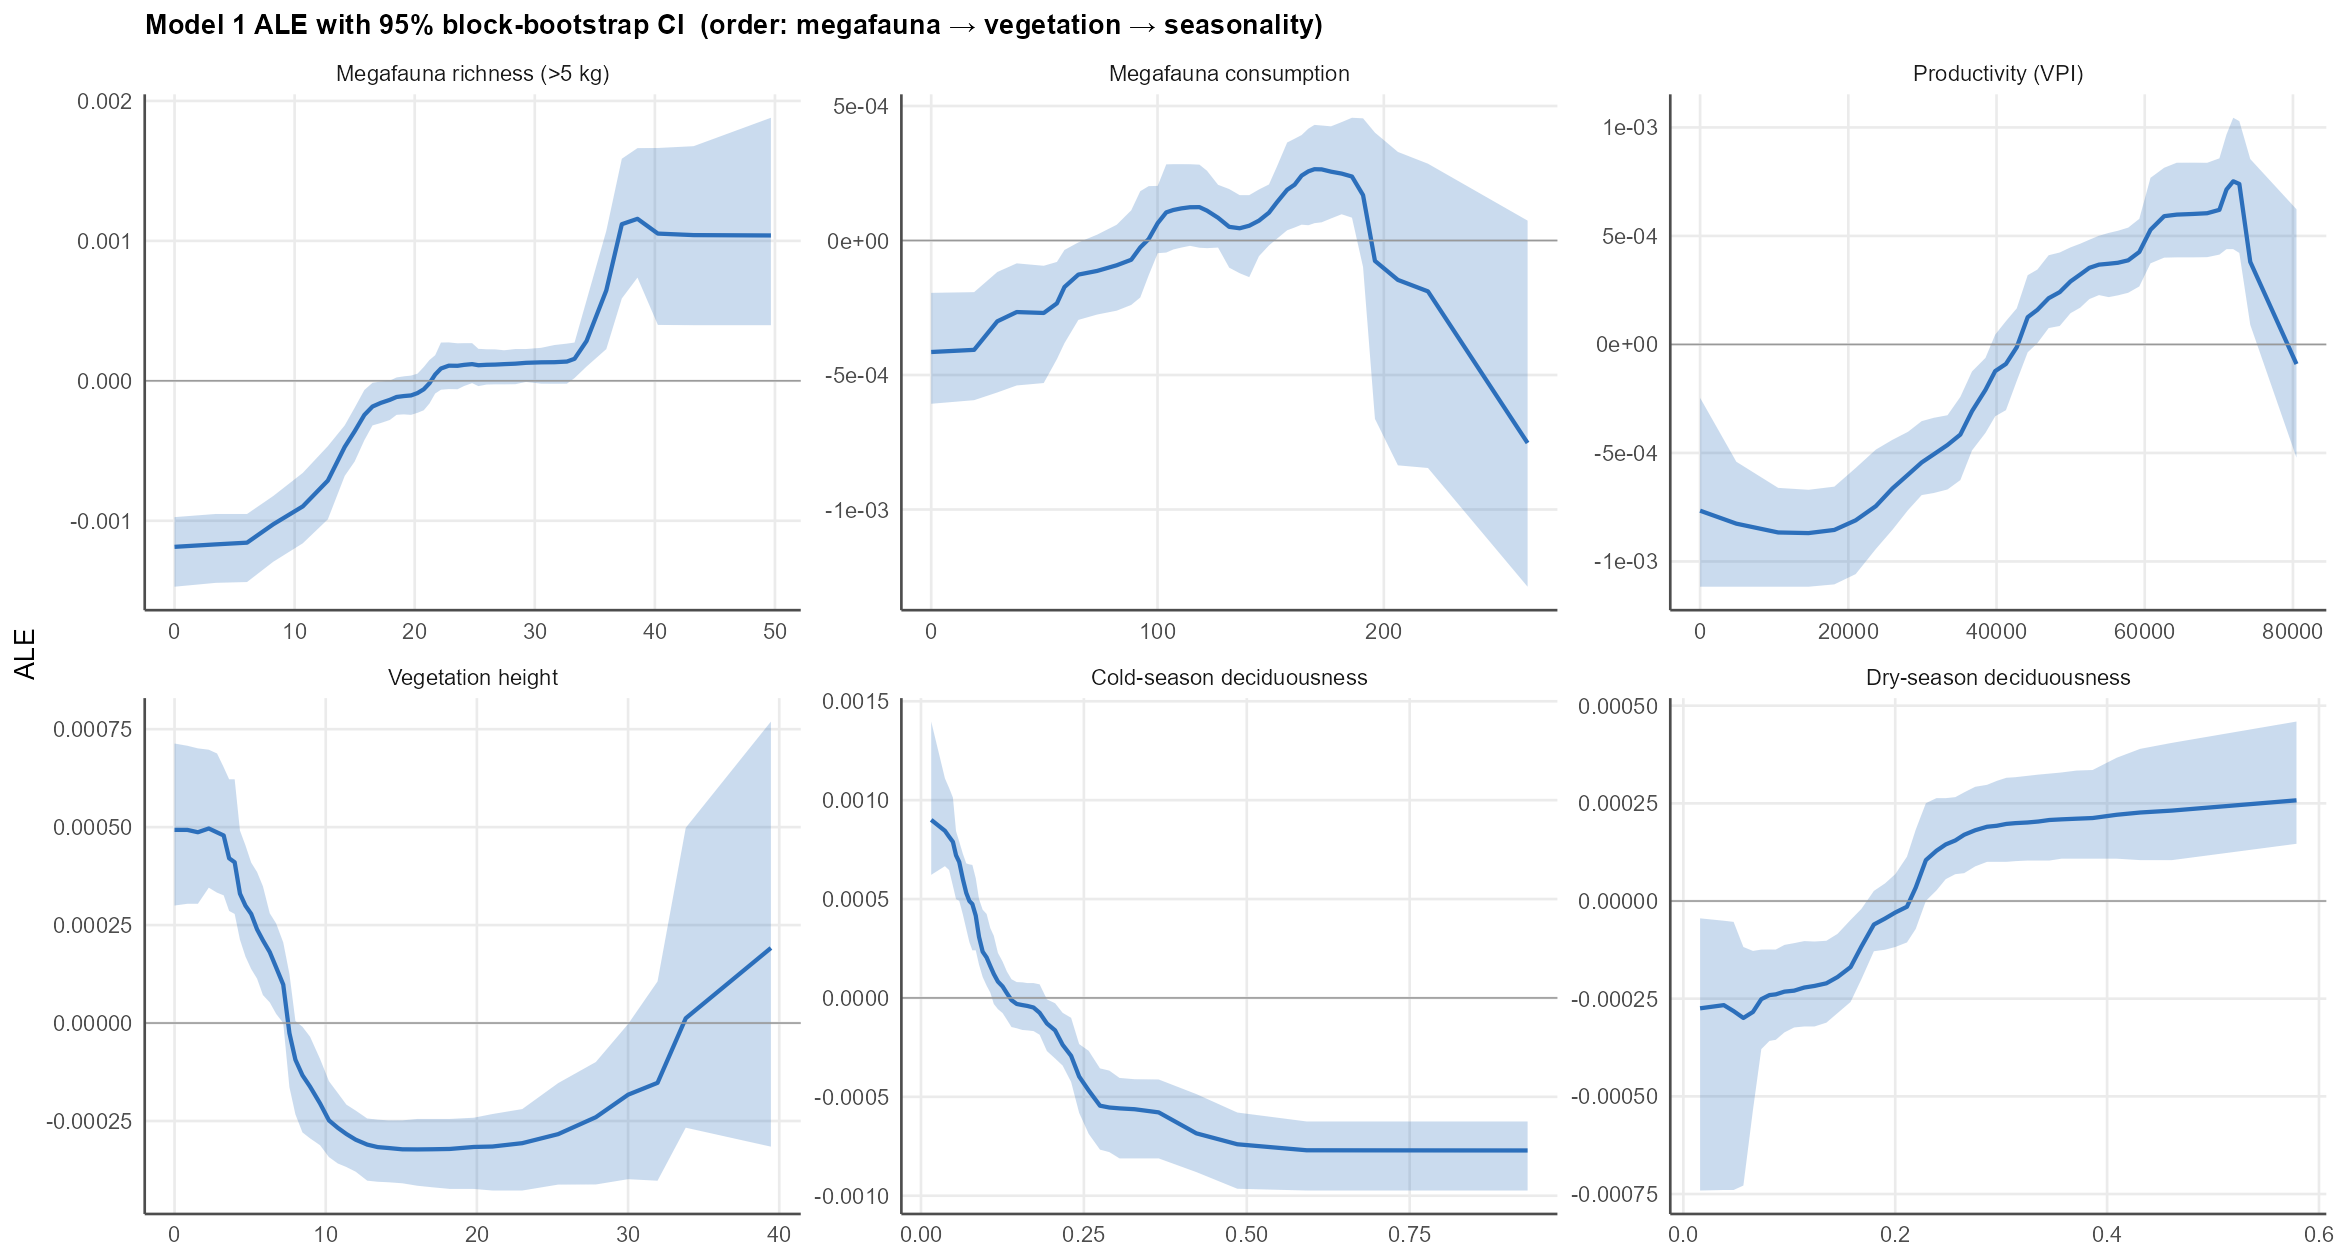 Model 1 ALE with 95% block-bootstrap CI  (order: megafauna → vegetation → seasonality)
Megafauna richness (>5 kg)
0.002
0.001
0.000
-0.001
0 10 20 30 40 50
Megafauna consumption
5e-04
0e+00
-5e-04
-1e-03
0 100 200
Productivity (VPI)
1e-03
5e-04
0e+00
-5e-04
-1e-03
0 20000 40000 60000 80000
ALE
Vegetation height
0.00075
0.00050
0.00025
0.00000
-0.00025
0 10 20 30 40
Cold-season deciduousness
0.0015
0.0010
0.0005
0.0000
-0.0005
-0.0010
0.00 0.25 0.50 0.75
Dry-season deciduousness
0.00050
0.00025
0.00000
-0.00025
-0.00050
-0.00075
0.0 0.2 0.4 0.6